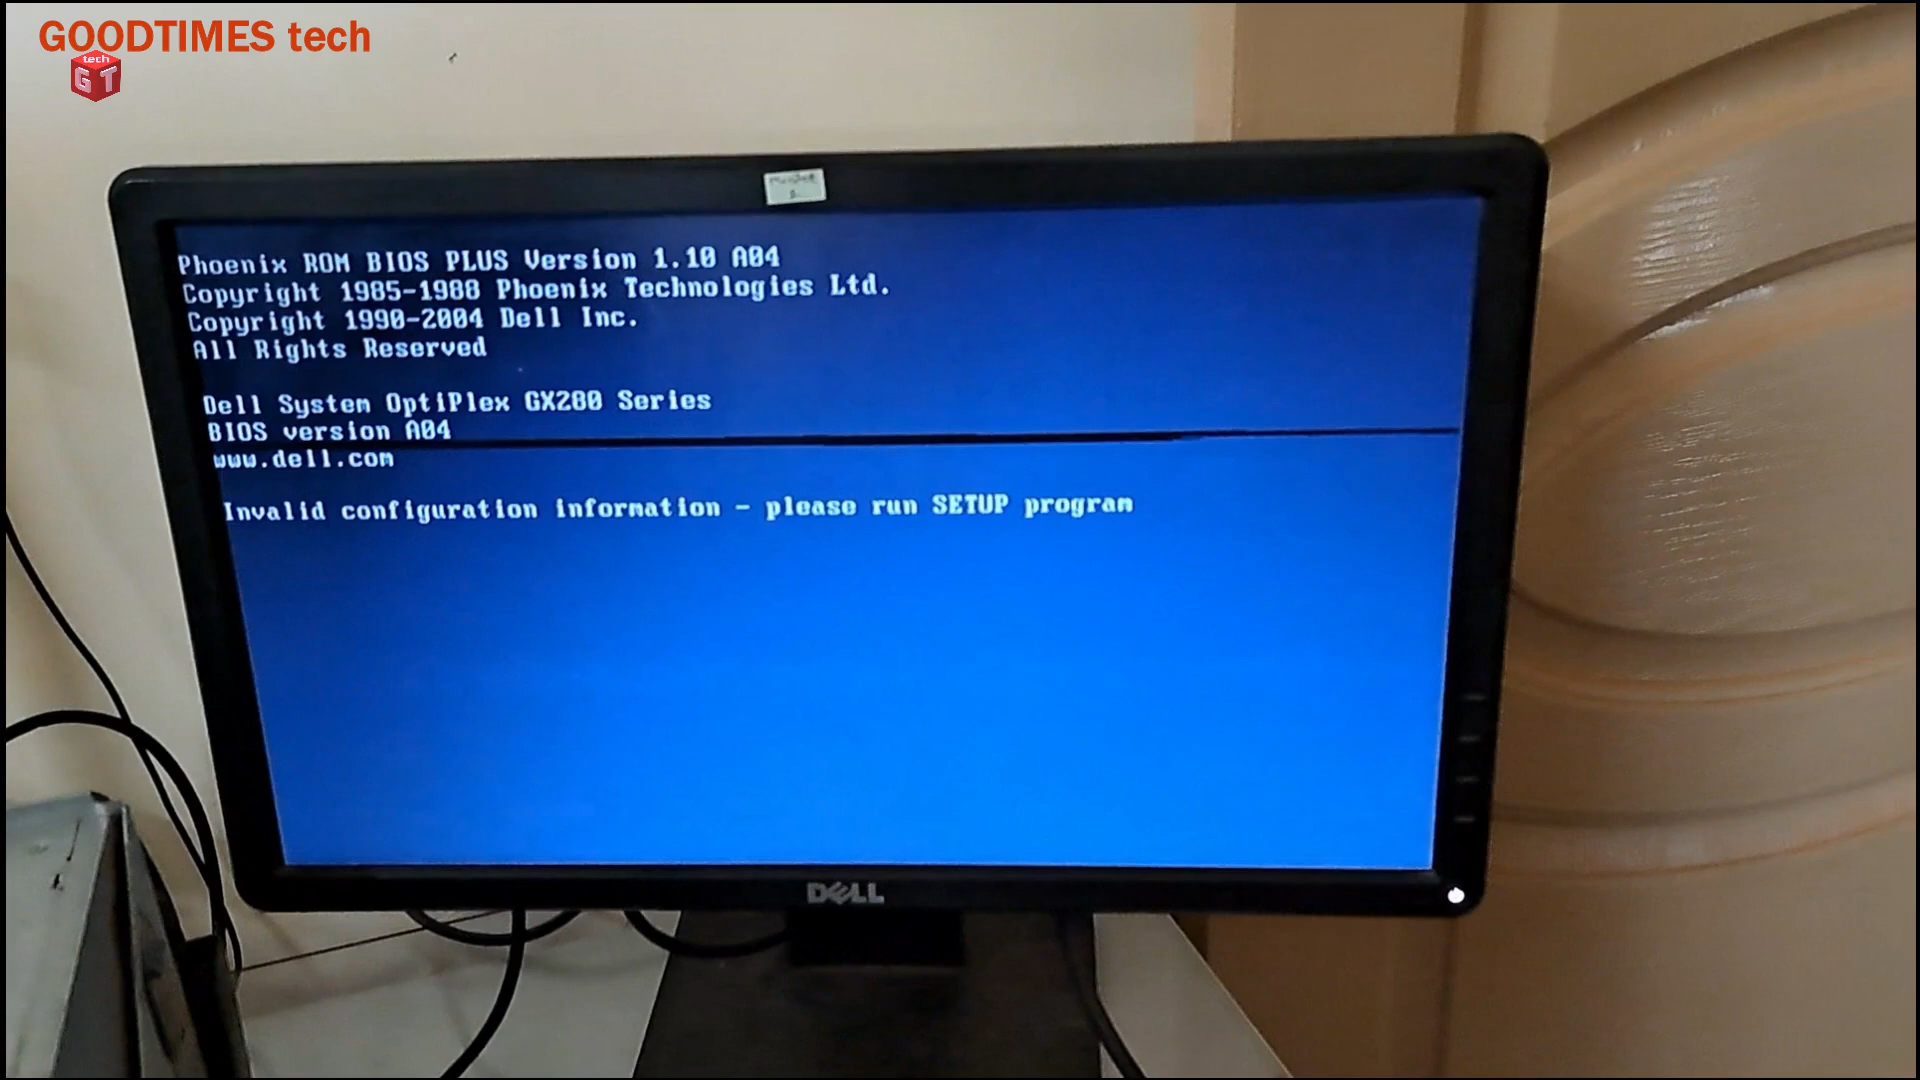 GOODTIMES tech
tech
GT
Phoenix ROM BIOS PLUS Version 1.10 A04
Copyright 1985-1988 Phoenix Technologies Ltd.
Copyright 1990-2004 Dell Inc.
All Rights Reserved
Dell System OptiPlex GX280 Series
BIOS version A04
www.dell.com
Invalid configuration information - please run SETUP program
DELL